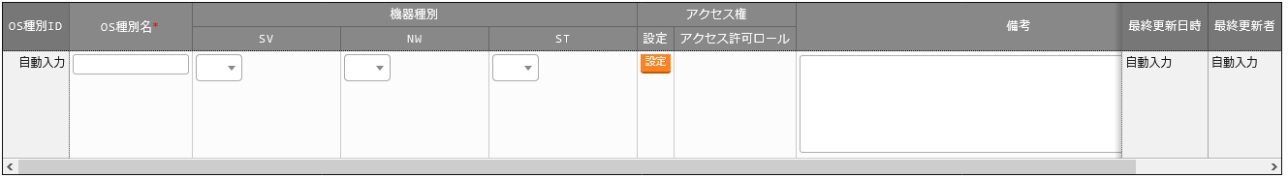 OS種別ID OS種別名* 機器種別 アクセス権 備考 最終更新日時 最終更新者
SV NW ST 設定 アクセス許可ロール
自動入力 設定 自動入力 自動入力